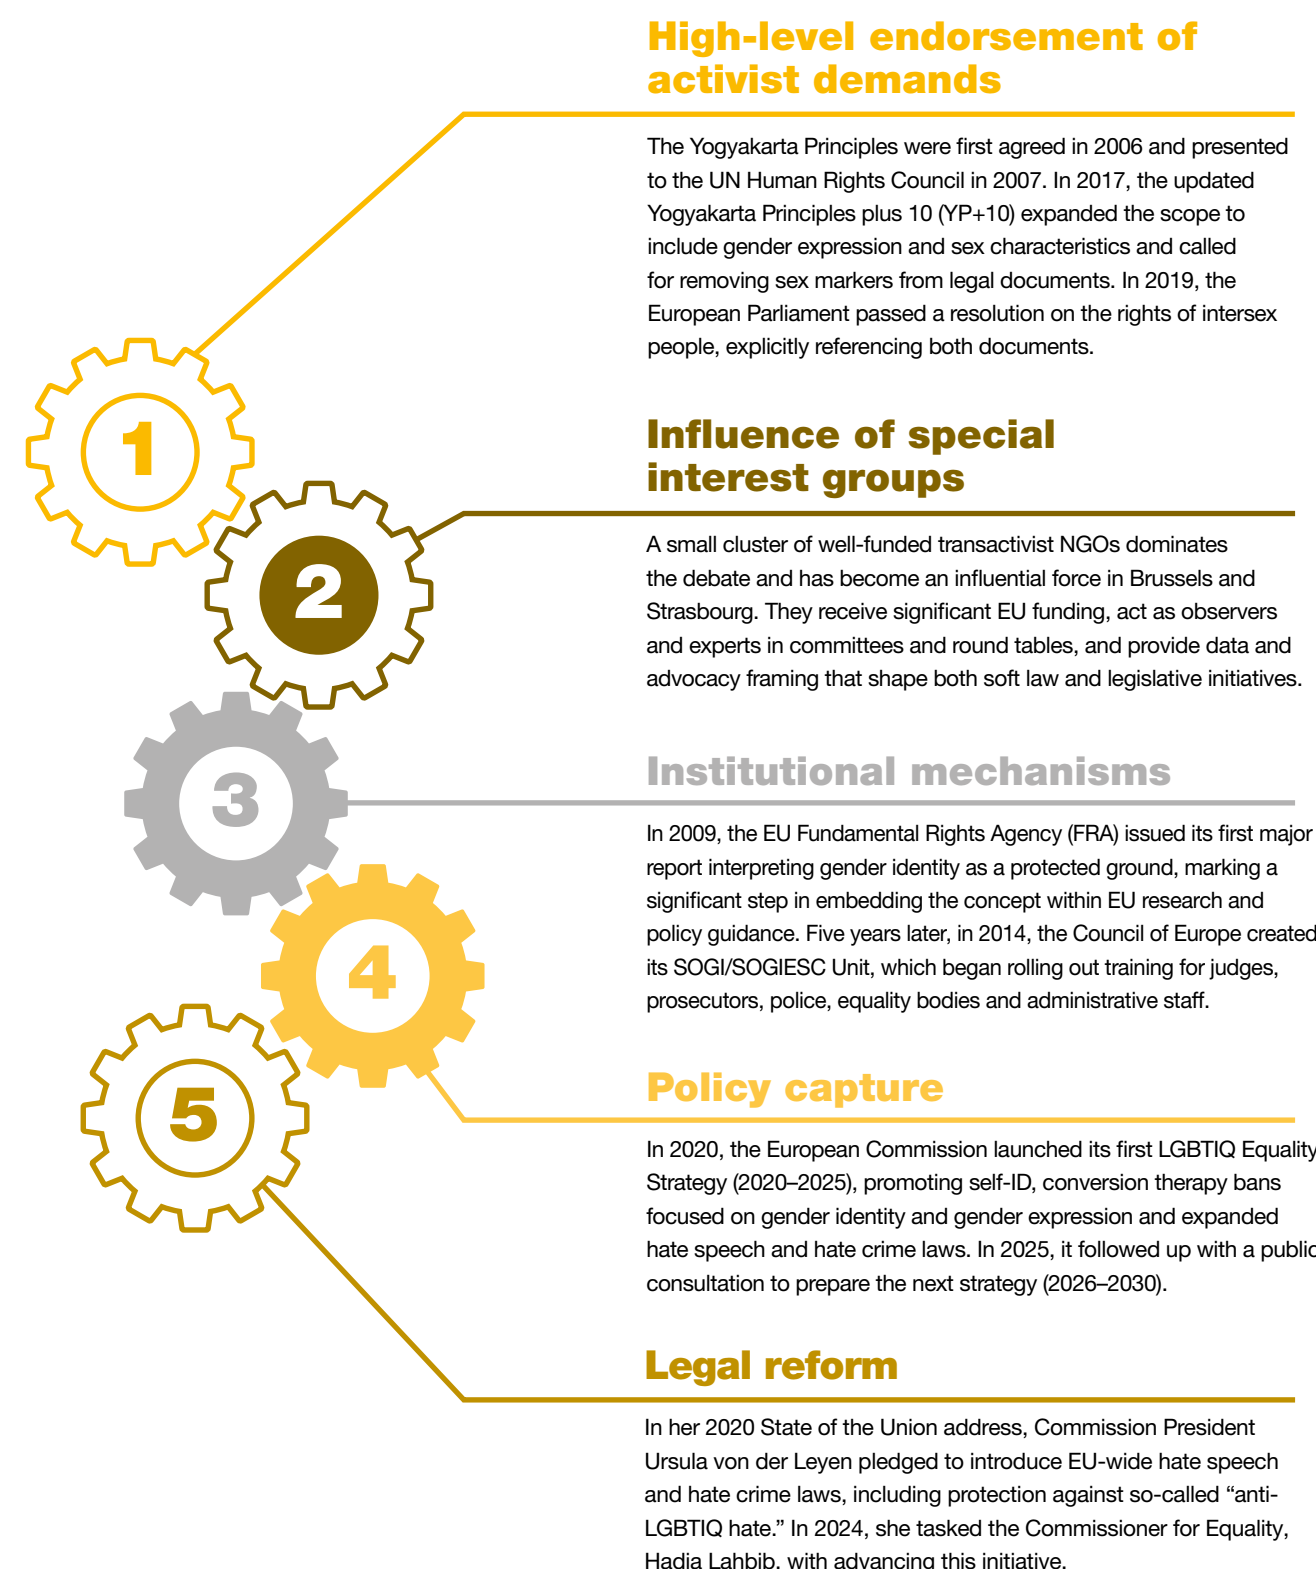 High-level endorsement of
activist demands
The Yogyakarta Principles were first agreed in 2006 and presented
to the UN Human Rights Council in 2007. In 2017, the updated
Yogyakarta Principles plus 10 (YP+10) expanded the scope to
include gender expression and sex characteristics and called
for removing sex markers from legal documents. In 2019, the
European Parliament passed a resolution on the rights of intersex
people, explicitly referencing both documents.
1
Influence of special
interest groups
2
A small cluster of well-funded transactivist NGOs dominates
the debate and has become an influential force in Brussels and
Strasbourg. They receive significant EU funding, act as observers
and experts in committees and round tables, and provide data and
advocacy framing that shape both soft law and legislative initiatives.
Institutional mechanisms
3
In 2009, the EU Fundamental Rights Agency (FRA) issued its first major
report interpreting gender identity as a protected ground, marking a
significant step in embedding the concept within EU research and
policy guidance. Five years later, in 2014, the Council of Europe created
its SOGI/SOGIESC Unit, which began rolling out training for judges,
prosecutors, police, equality bodies and administrative staff.
4
Policy capture
5
In 2020, the European Commission launched its first LGBTIQ Equality
Strategy (2020–2025), promoting self-ID, conversion therapy bans
focused on gender identity and gender expression and expanded
hate speech and hate crime laws. In 2025, it followed up with a public
consultation to prepare the next strategy (2026–2030).
Legal reform
In her 2020 State of the Union address, Commission President
Ursula von der Leyen pledged to introduce EU-wide hate speech
and hate crime laws, including protection against so-called “anti-
LGBTIQ hate.” In 2024, she tasked the Commissioner for Equality,
Hadja Lahbib, with advancing this initiative.